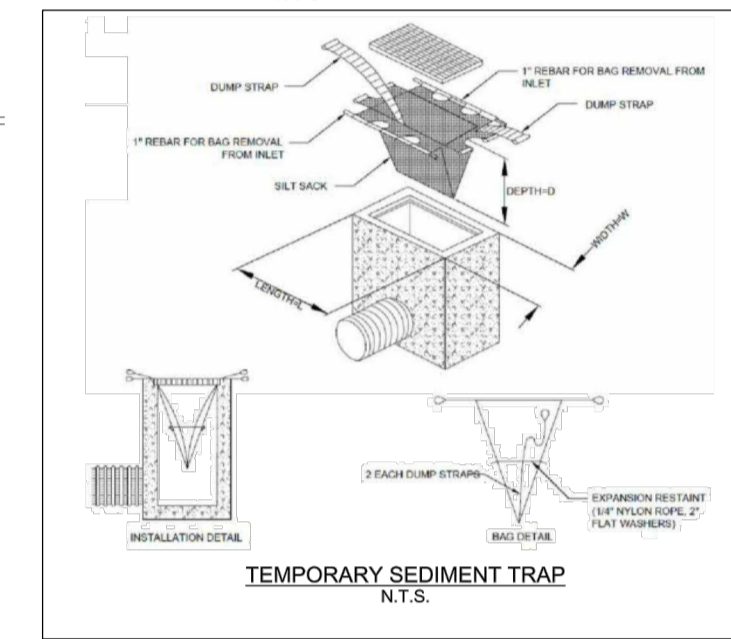 DUMP STRAP
1" REBAR FOR BAG REMOVAL FROM
INLET
DUMP STRAP
1" REBAR FOR BAG REMOVAL
FROM INLET
SILT SACK
DEPTH=D
WIDTH=W
LENGTH=L
2 EACH DUMP STRAPS
EXPANSION RESTAINT
(1/4" NYLON ROPE, 2"
FLAT WASHERS)
INSTALLATION DETAIL
BAG DETAIL
TEMPORARY SEDIMENT TRAP
N.T.S.